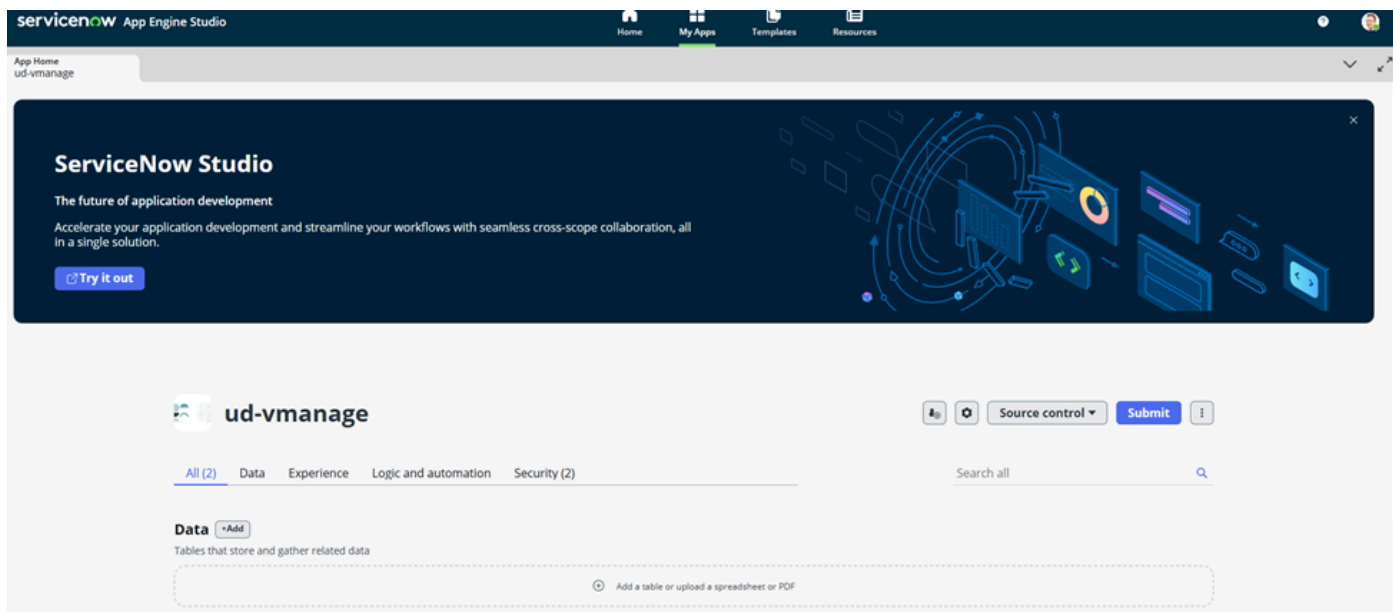 servicenow App Engine Studio
Home
My Apps
Templates
Resources
App Home
ud-vmanage
ServiceNow Studio
The future of application development
Accelerate your application development and streamline your workflows with seamless cross-scope collaboration, all
in a single solution.
Try it out
ud-vmanage
Source control
Submit
All (2)
Data
Experience
Logic and automation
Security (2)
Search all
Data +Add
Tables that store and gather related data
Add a table or upload a spreadsheet or PDF